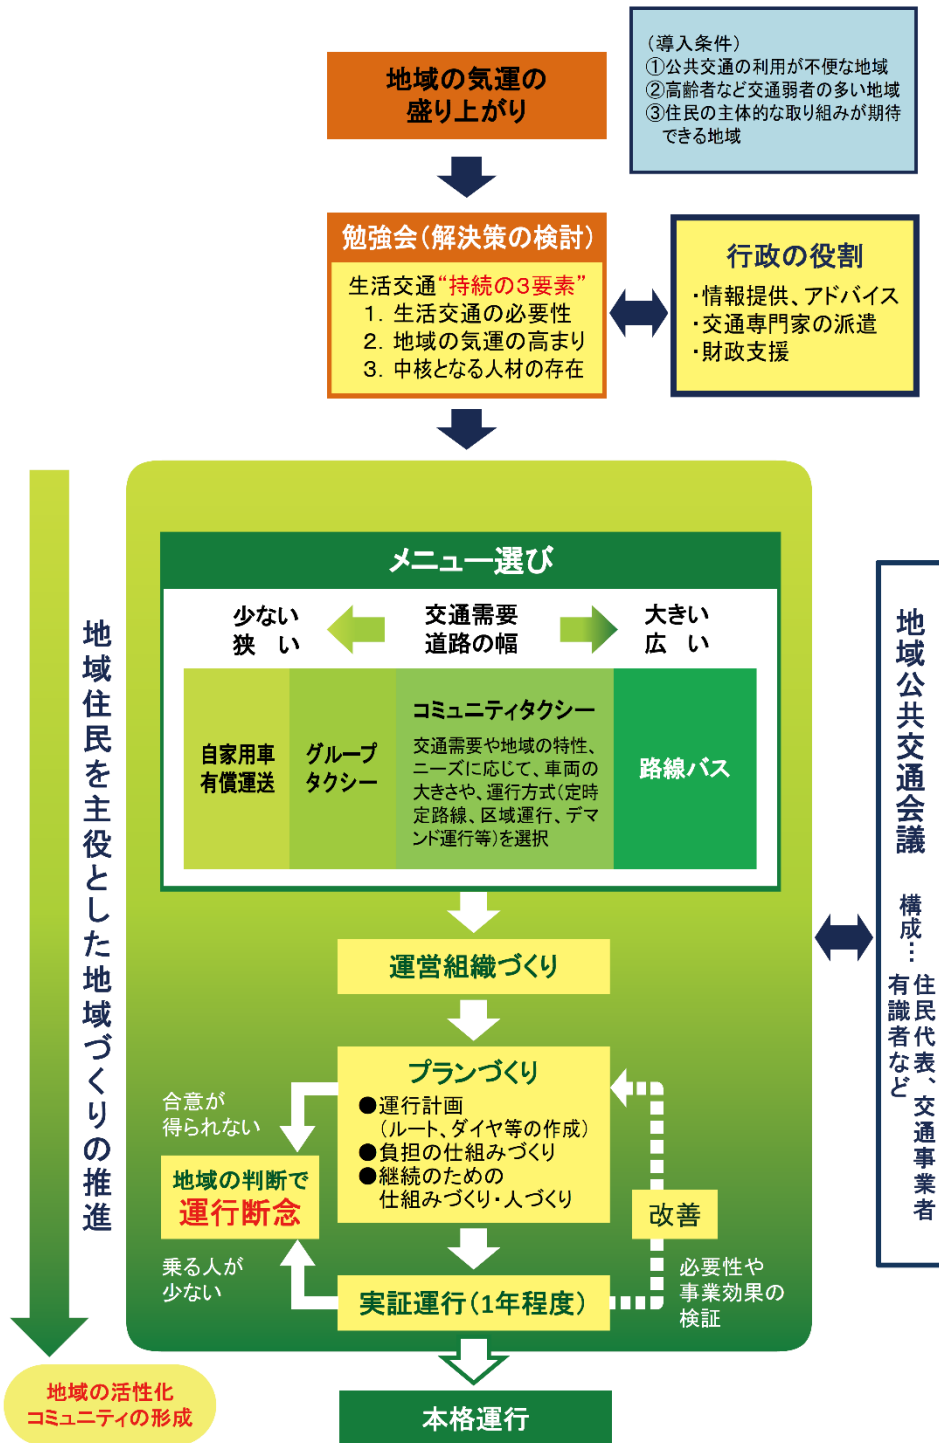 地域の気運の
盛り上がり
(導入条件)
①公共交通の利用が不便な地域
②高齢者など交通弱者の多い地域
③住民の主体的な取り組みが期待
できる地域
勉強会(解決策の検討)
生活交通“持続の3要素”
1. 生活交通の必要性
2. 地域の気運の高まり
3. 中核となる人材の存在
行政の役割
・情報提供、アドバイス
・交通専門家の派遣
・財政支援
地域住民を主役とした地域づくりの推進
メニュー選び
少ない
狭 い
交通需要
道路の幅
大きい
広 い
自家用車
有償運送
グループ
タクシー
コミュニティタクシー
交通需要や地域の特性、
ニーズに応じて、車両の
大きさや、運行方式(定時
定路線、区域運行、デマ
ンド運行等)を選択
路線バス
地域公共交通会議
構成…
住民代表、交通事業者
有識者など
運営組織づくり
プランづくり
●運行計画
(ルート、ダイヤ等の作成)
●負担の仕組みづくり
●継続のための
仕組みづくり・人づくり
合意が
得られない
地域の判断で
運行断念
乗る人が
少ない
改善
必要性や
事業効果の
検証
実証運行(1年程度)
地域の活性化
コミュニティの形成
本格運行